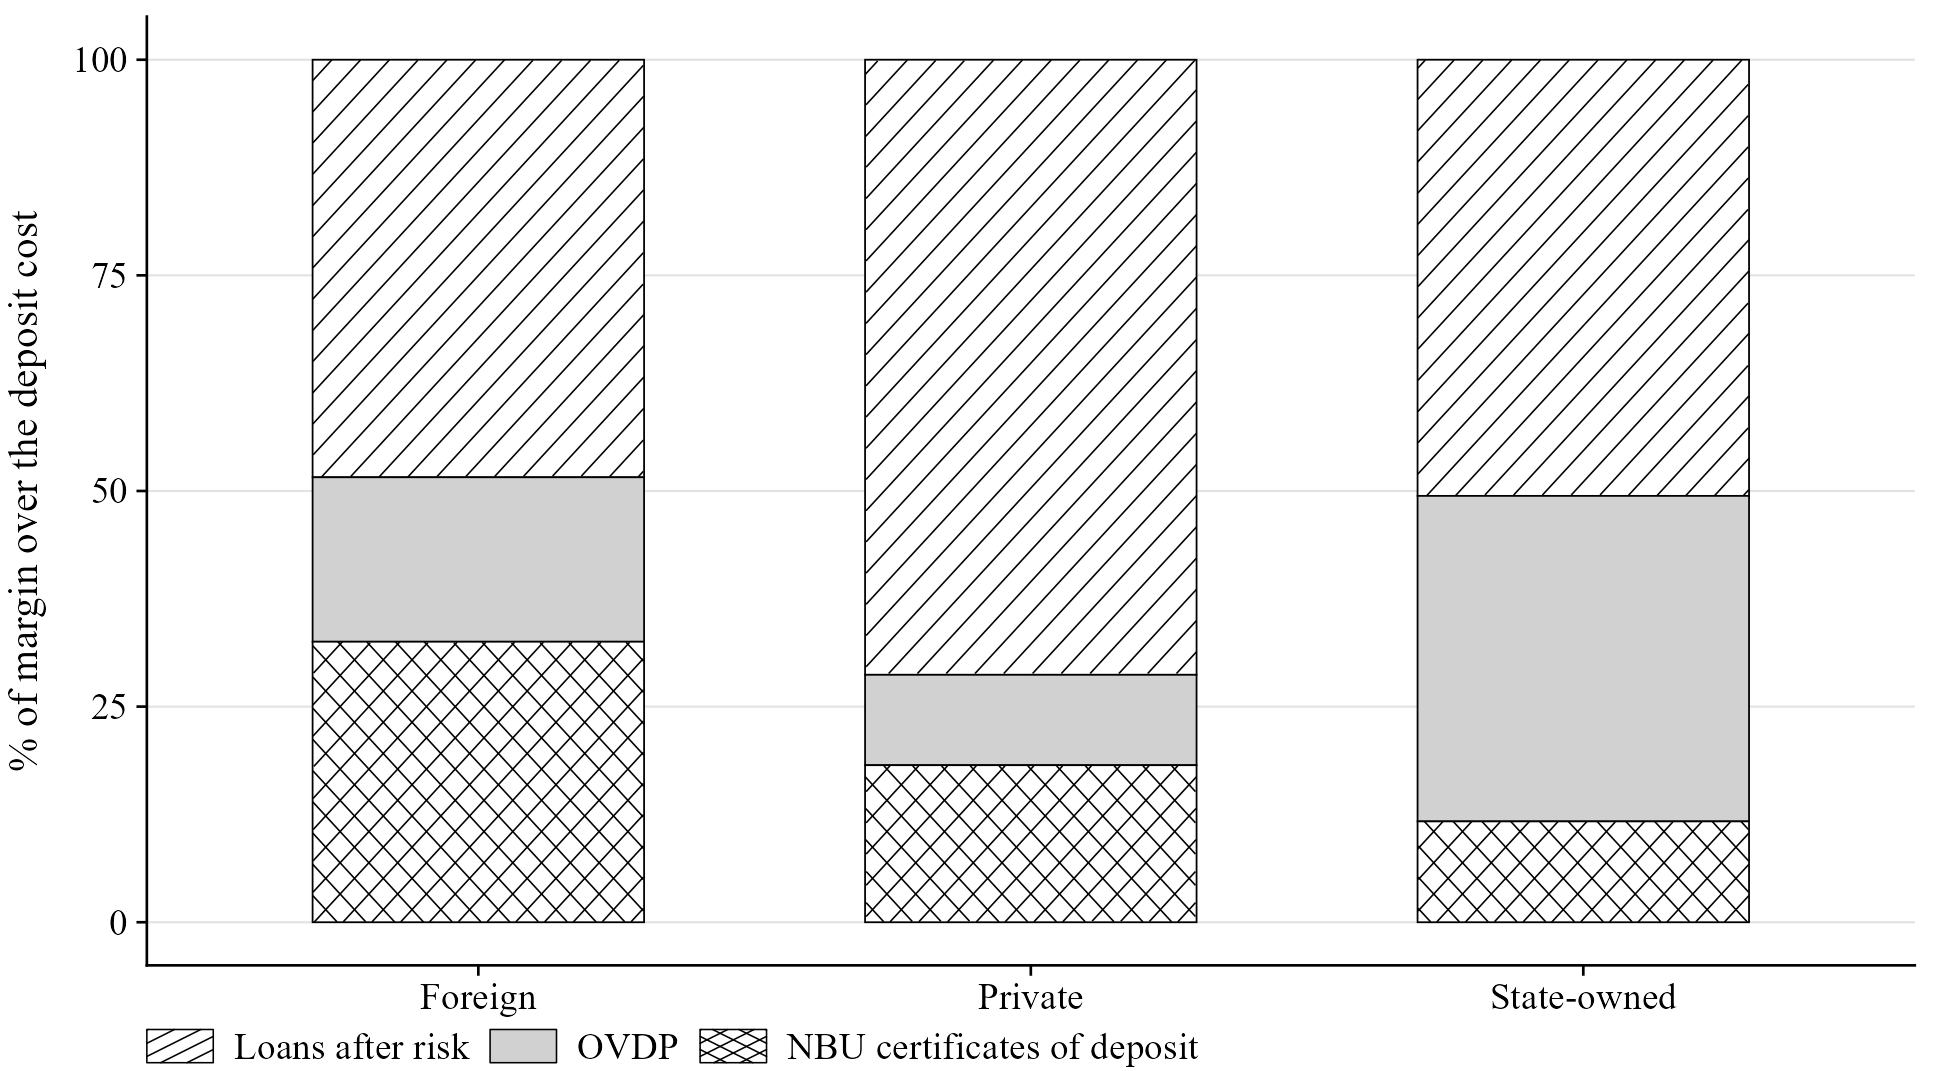 % of margin over the deposit cost
100
75
50
25
0
Foreign Private State-owned
Loans after risk OVDP NBU certificates of deposit